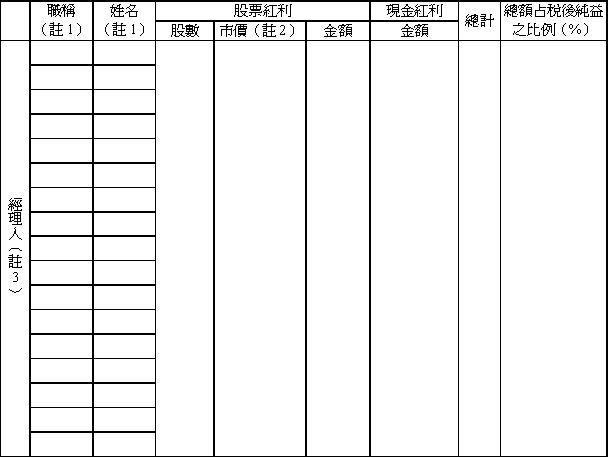 職稱
（註1）
姓名
（註1）
股票紅利
股數
市價（註2）
金額
現金紅利
金額
總計
總額占稅後純益
之比例（%）
經理人（註3）